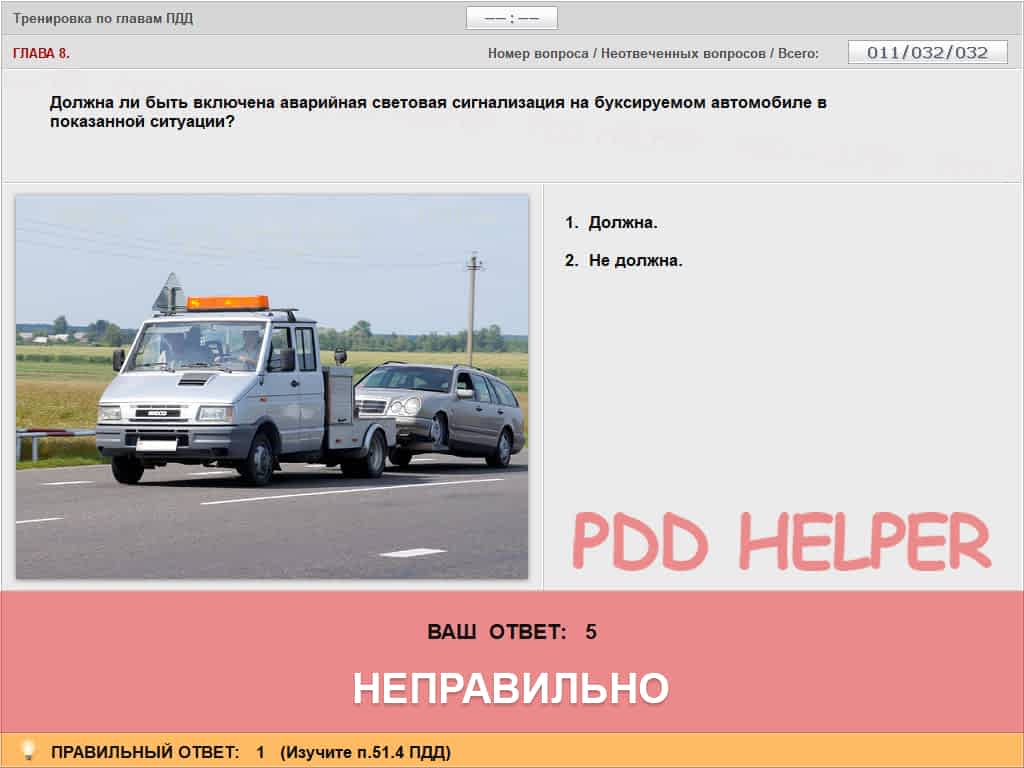 Тренировка по главам ПДД
–– : ––
ГЛАВА 8.
Номер вопроса / Неотвеченных вопросов / Всего:
011/032/032
Должна ли быть включена аварийная световая сигнализация на буксируемом автомобиле в
показанной ситуации?
1. Должна.
2. Не должна.
PDD HELPER
ВАШ ОТВЕТ: 5
НЕПРАВИЛЬНО
ПРАВИЛЬНЫЙ ОТВЕТ: 1 (Изучите п.51.4 ПДД)